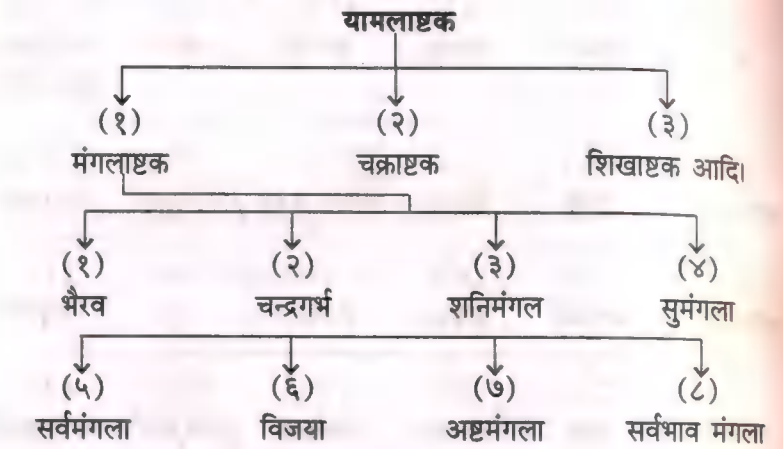 यामलाष्टक
(१) (२) (३)
मंगलाष्टक चक्राष्टक शिखाष्टक आदि।
(१) (२) (३) (४)
भैरव चन्द्रगर्भ शनिमंगल सुमंगला
(५) (६) (७) (८)
सर्वमंगला विजया अष्टमंगला सर्वभाव मंगला